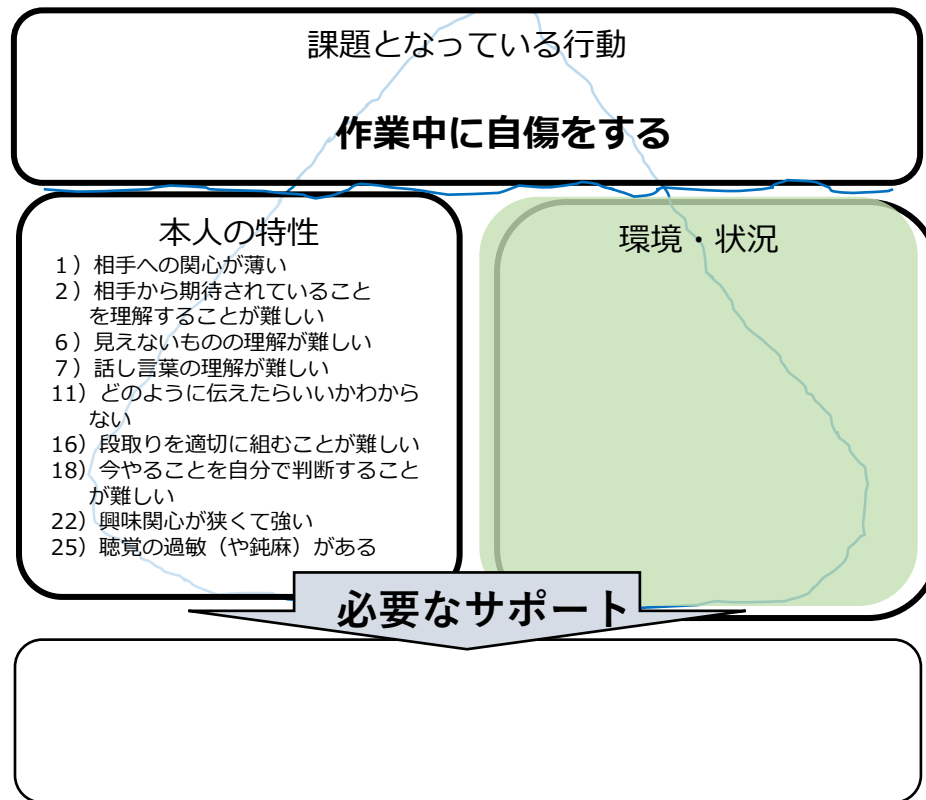 課題となっている行動
作業中に自傷をする
本人の特性
１）相手への関心が薄い
２）相手から期待されていること
を理解することが難しい
６）見えないものの理解が難しい
７）話し言葉の理解が難しい
11）どのように伝えたらいいかわから
ない
16）段取りを適切に組むことが難しい
18）今やることを自分で判断すること
が難しい
22）興味関心が狭くて強い
25）聴覚の過敏（や鈍麻）がある
環境・状況
必要なサポート